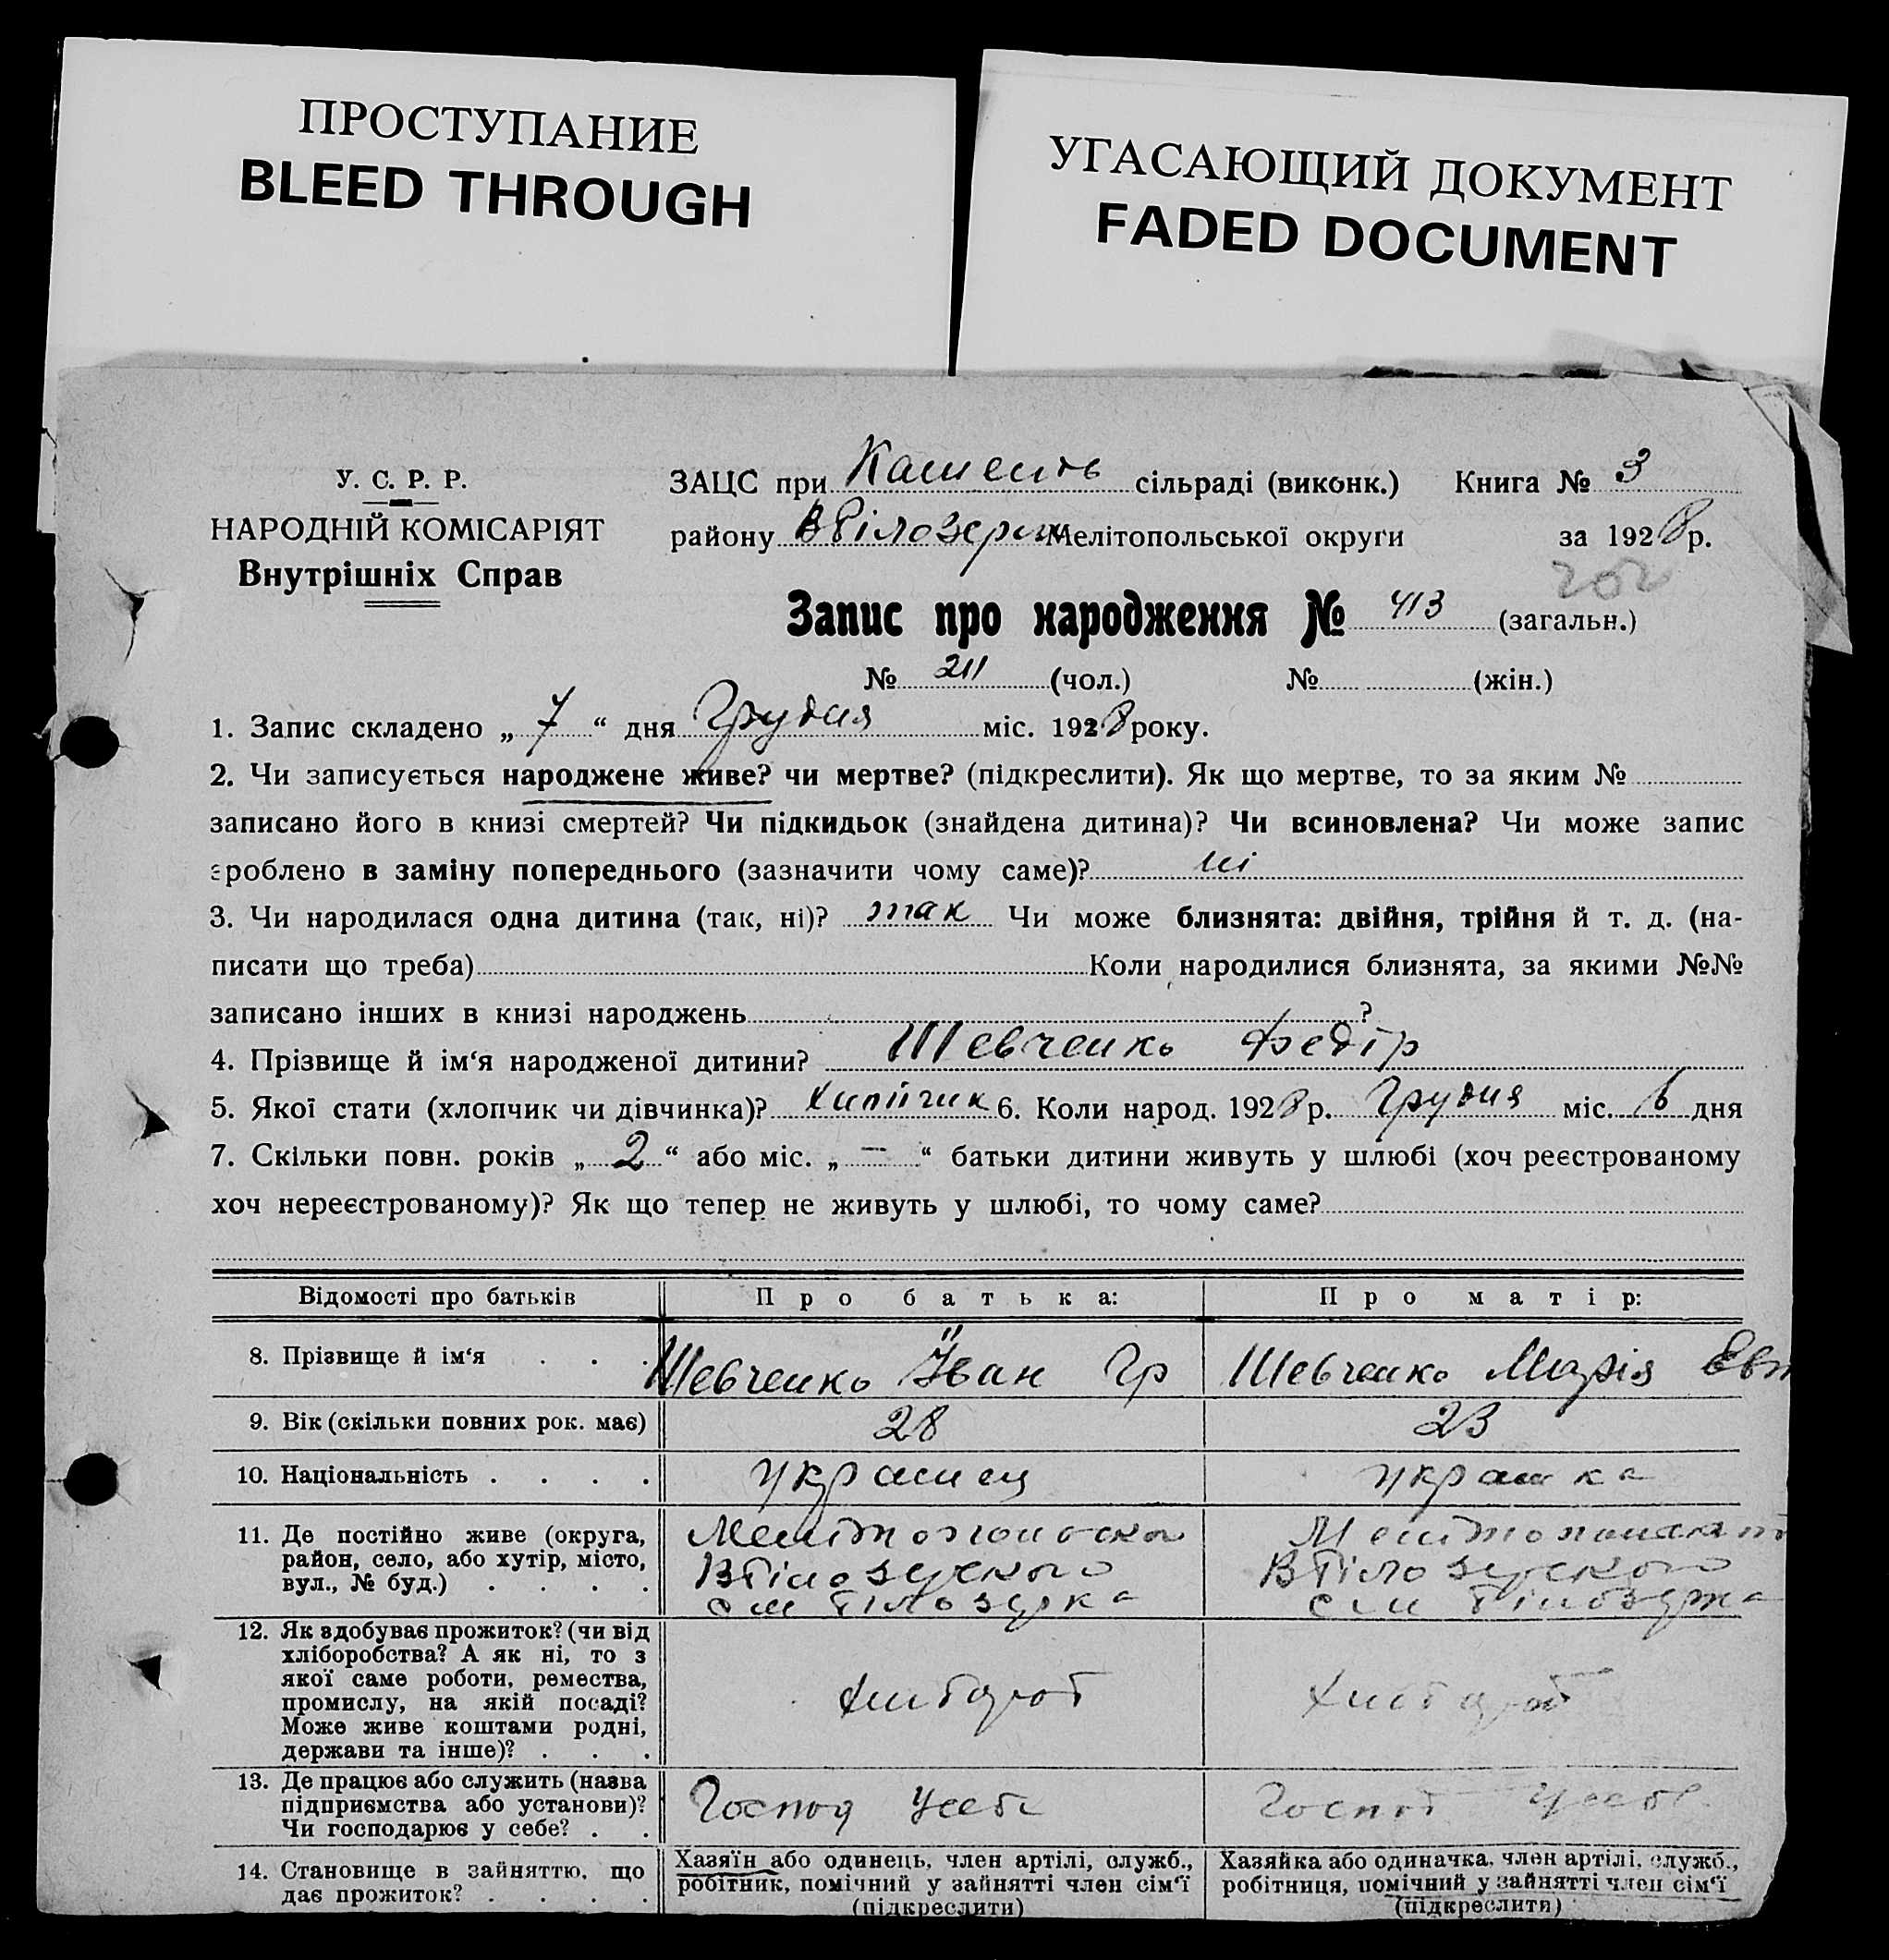 ПРОСТУПАНИЕ
BLEED THROUGH
УГАСАЮЩИЙ ДОКУМЕНТ
FADED DOCUMENT
У. С. Р. Р.
НАРОДНІЙ КОМІСАРІЯТ
Внутрішніх Справ
ЗАЦС при сільраді (виконк.) Книга № 3
району Мелітопольської округи за 1928 р.
202
Запис про народження № 413 (загальн.)
№ 211 (чол.) № (жін.)
1. Запис складено „ 7 “ дня Грудня міс. 1928 року.
2. Чи записується народжене живе? чи мертве? (підкреслити). Як що мертве, то за яким №
записано його в книзі смертей? Чи підкидьок (знайдена дитина)? Чи всиновлена? Чи може запис
зроблено в заміну попереднього (зазначити чому саме)? ні
3. Чи народилася одна дитина (так, ні)? так Чи може близнята: двійня, трійня й т. д. (на-
писати що треба) Коли народилися близнята, за якими №№
записано інших в книзі народжень ?
4. Прізвище й ім‘я народженої дитини? Шевченко Федір
5. Якої стати (хлопчик чи дівчинка)? 6. Коли народ. 1928 р. Грудня міс. 6 дня
7. Скільки повн. років „ 2 “ або міс. „ — “ батьки дитини живуть у шлюбі (хоч реєстрованому
хоч нереєстрованому)? Як що тепер не живуть у шлюбі, то чому саме?
Відомості про батьків Про батька: Про матір:
8. Прізвище й ім‘я . . . Шевченко Іван Гр Шевченко Марія Евт
9. Вік (скільки повних рок. має) 28 23
10. Національність . . . . украинец украинка
11. Де постійно живе (округа,
район, село, або хутір, місто,
вул., № буд.) . . . .
12. Як здобуває прожиток? (чи від
хліборобства? А як ні, то з
якої саме роботи, ремества,
промислу, на якій посаді?
Може живе коштами родні,
держави та інше)? . . .
13. Де працює або служить (назва
підприємства або установи)?
Чи господарює у себе? . .
Господ Усебе Господ Усебе
14. Становище в зайняттю, що
дає прожиток? . . . .
Хазяїн або одинець, член артілі, служб.,
робітник, помічний у зайнятті член сім‘ї
(підкреслити)
Хазяйка або одиначка, член артілі, служб.,
робітниця, помічний у зайнятті член сім‘ї
(підкреслити)